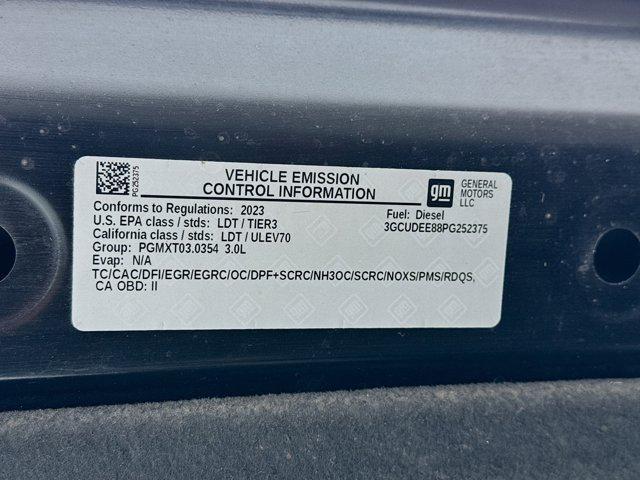 PG252375
VEHICLE EMISSION
CONTROL INFORMATION
gm
GENERAL
MOTORS
LLC
Conforms to Regulations: 2023
U.S. EPA class / stds: LDT / TIER3
California class / stds: LDT / ULEV70
Group: PGMXT03.0354 3.0L
Evap: N/A
Fuel: Diesel
3GCUDEE88PG252375
TC/CAC/DFI/EGR/EGRC/OC/DPF+SCRC/NH3OC/SCRC/NOXS/PMS/RDQS,
CA OBD: II